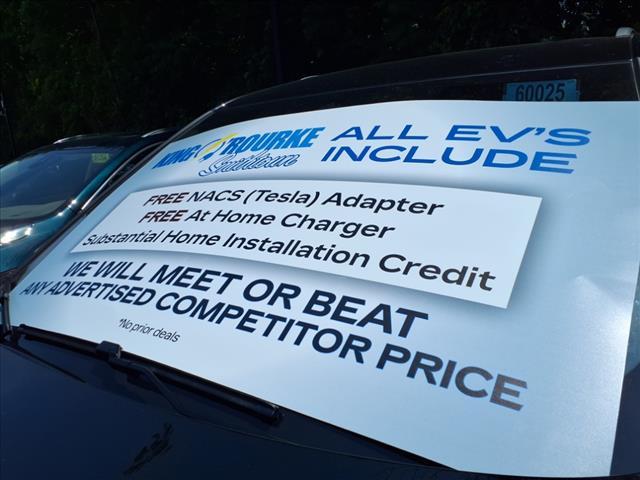 60025
KING O'ROURKE
Smithtown
ALL EV'S
INCLUDE
FREE NACS (Tesla) Adapter
FREE At Home Charger
Substantial Home Installation Credit
WE WILL MEET OR BEAT
ANY ADVERTISED COMPETITOR PRICE
*No prior deals